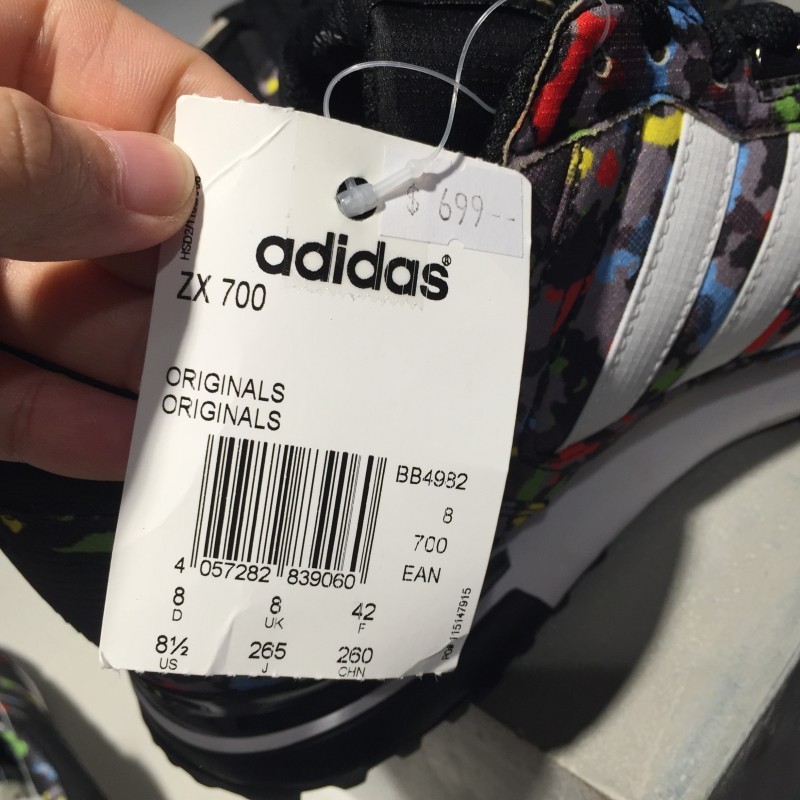 $ 699--
adidas®
ZX 700
ORIGINALS
ORIGINALS
BB4982
8
700
EAN
4 057282 839060
8 8 42
D UK F
8½ 265 260
US J CHN